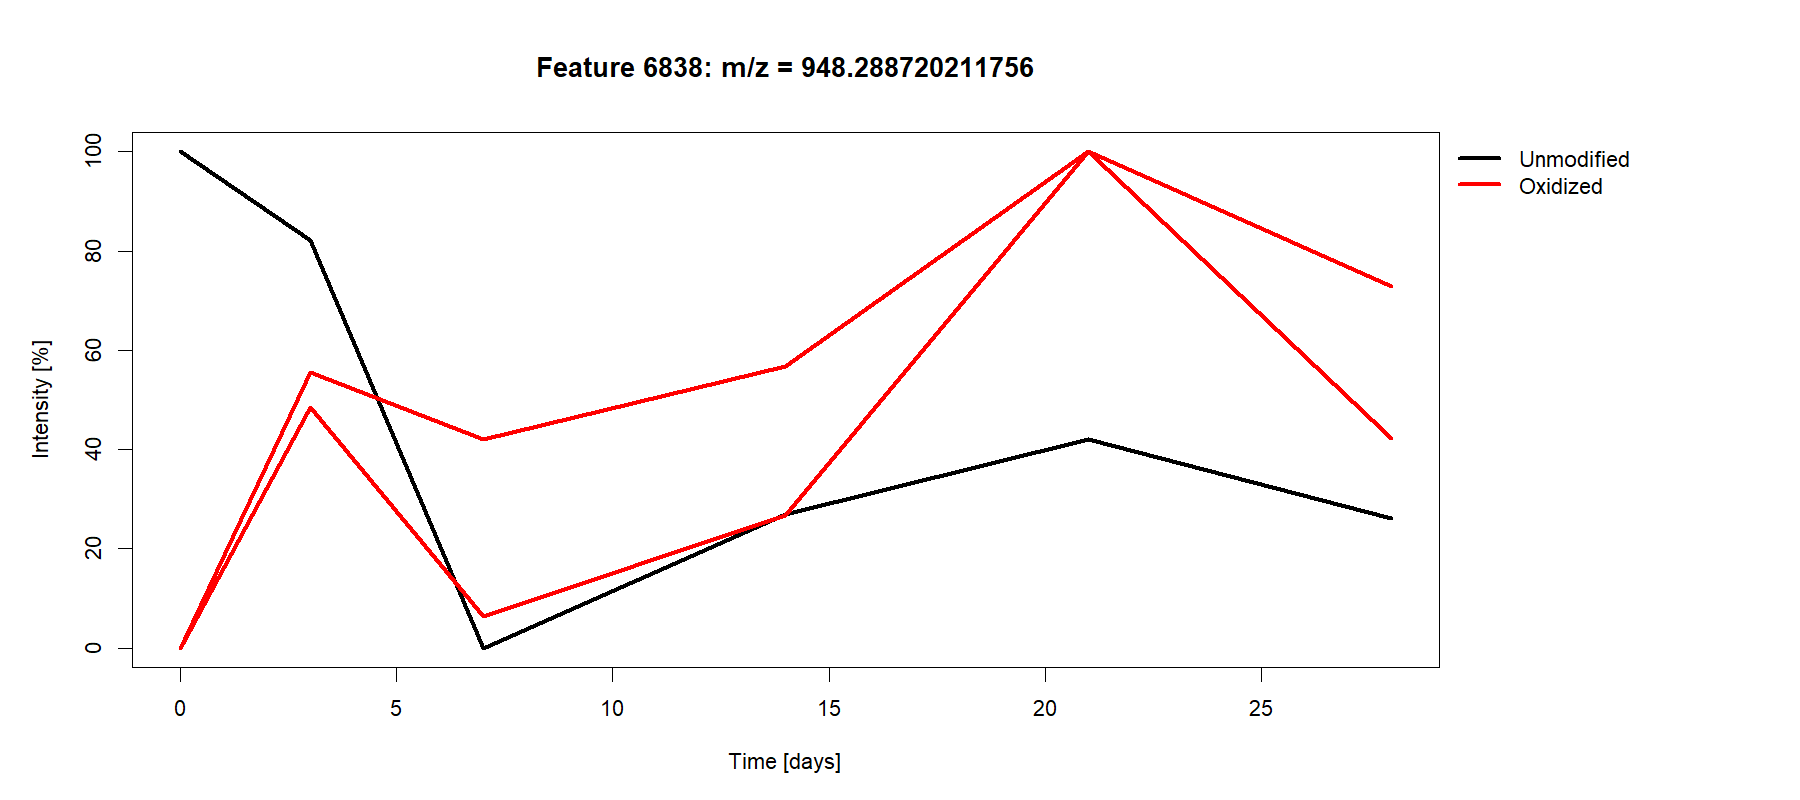 Feature 6838: m/z = 948.288720211756
Unmodified
Oxidized
Intensity [%]
100
80
60
40
20
0
0 5 10 15 20 25
Time [days]